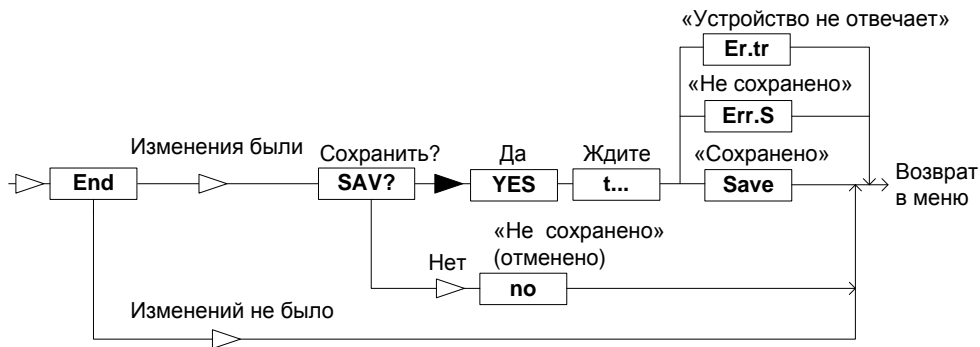 «Устройство не отвечает»
Er.tr
«Не сохранено»
Err.S
Изменения были
Сохранить?
Да
Ждите
«Сохранено»
End
SAV?
YES
t...
Save
Возврат
в меню
«Не сохранено»
(отменено)
Нет
no
Изменений не было